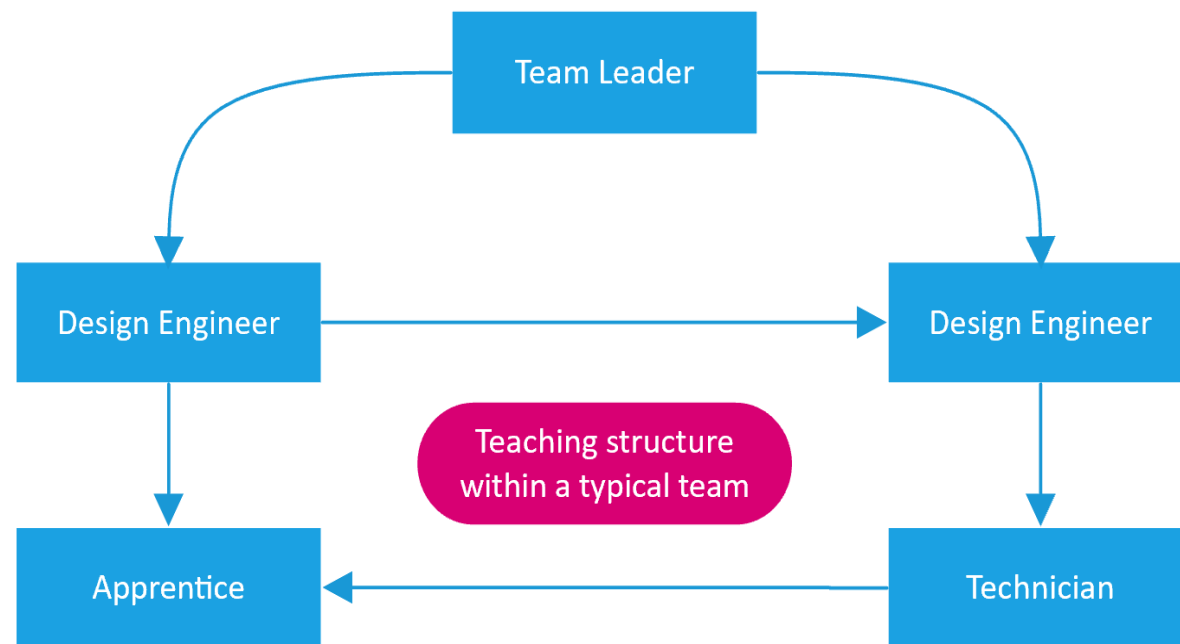 Team Leader
Design Engineer
Design Engineer
Teaching structure
within a typical team
Apprentice
Technician